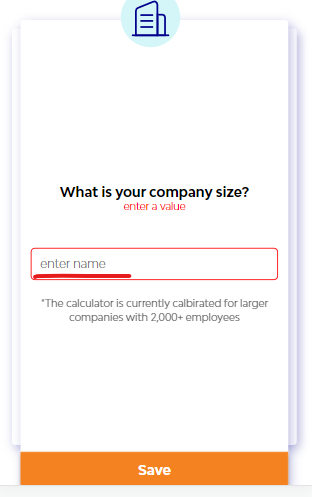 What is your company size?
enter a value
enter name
*The calculator is currently calbirated for larger
companies with 2,000+ employees
Save